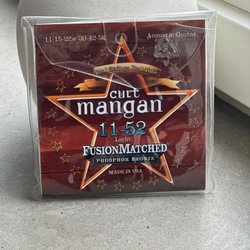 11-15-22w-30-42-52
Acoustic Guitar
curt
mangan
11-52
Light
FUSIONMATCHED
PHOSPHOR BRONZE
MADE IN USA